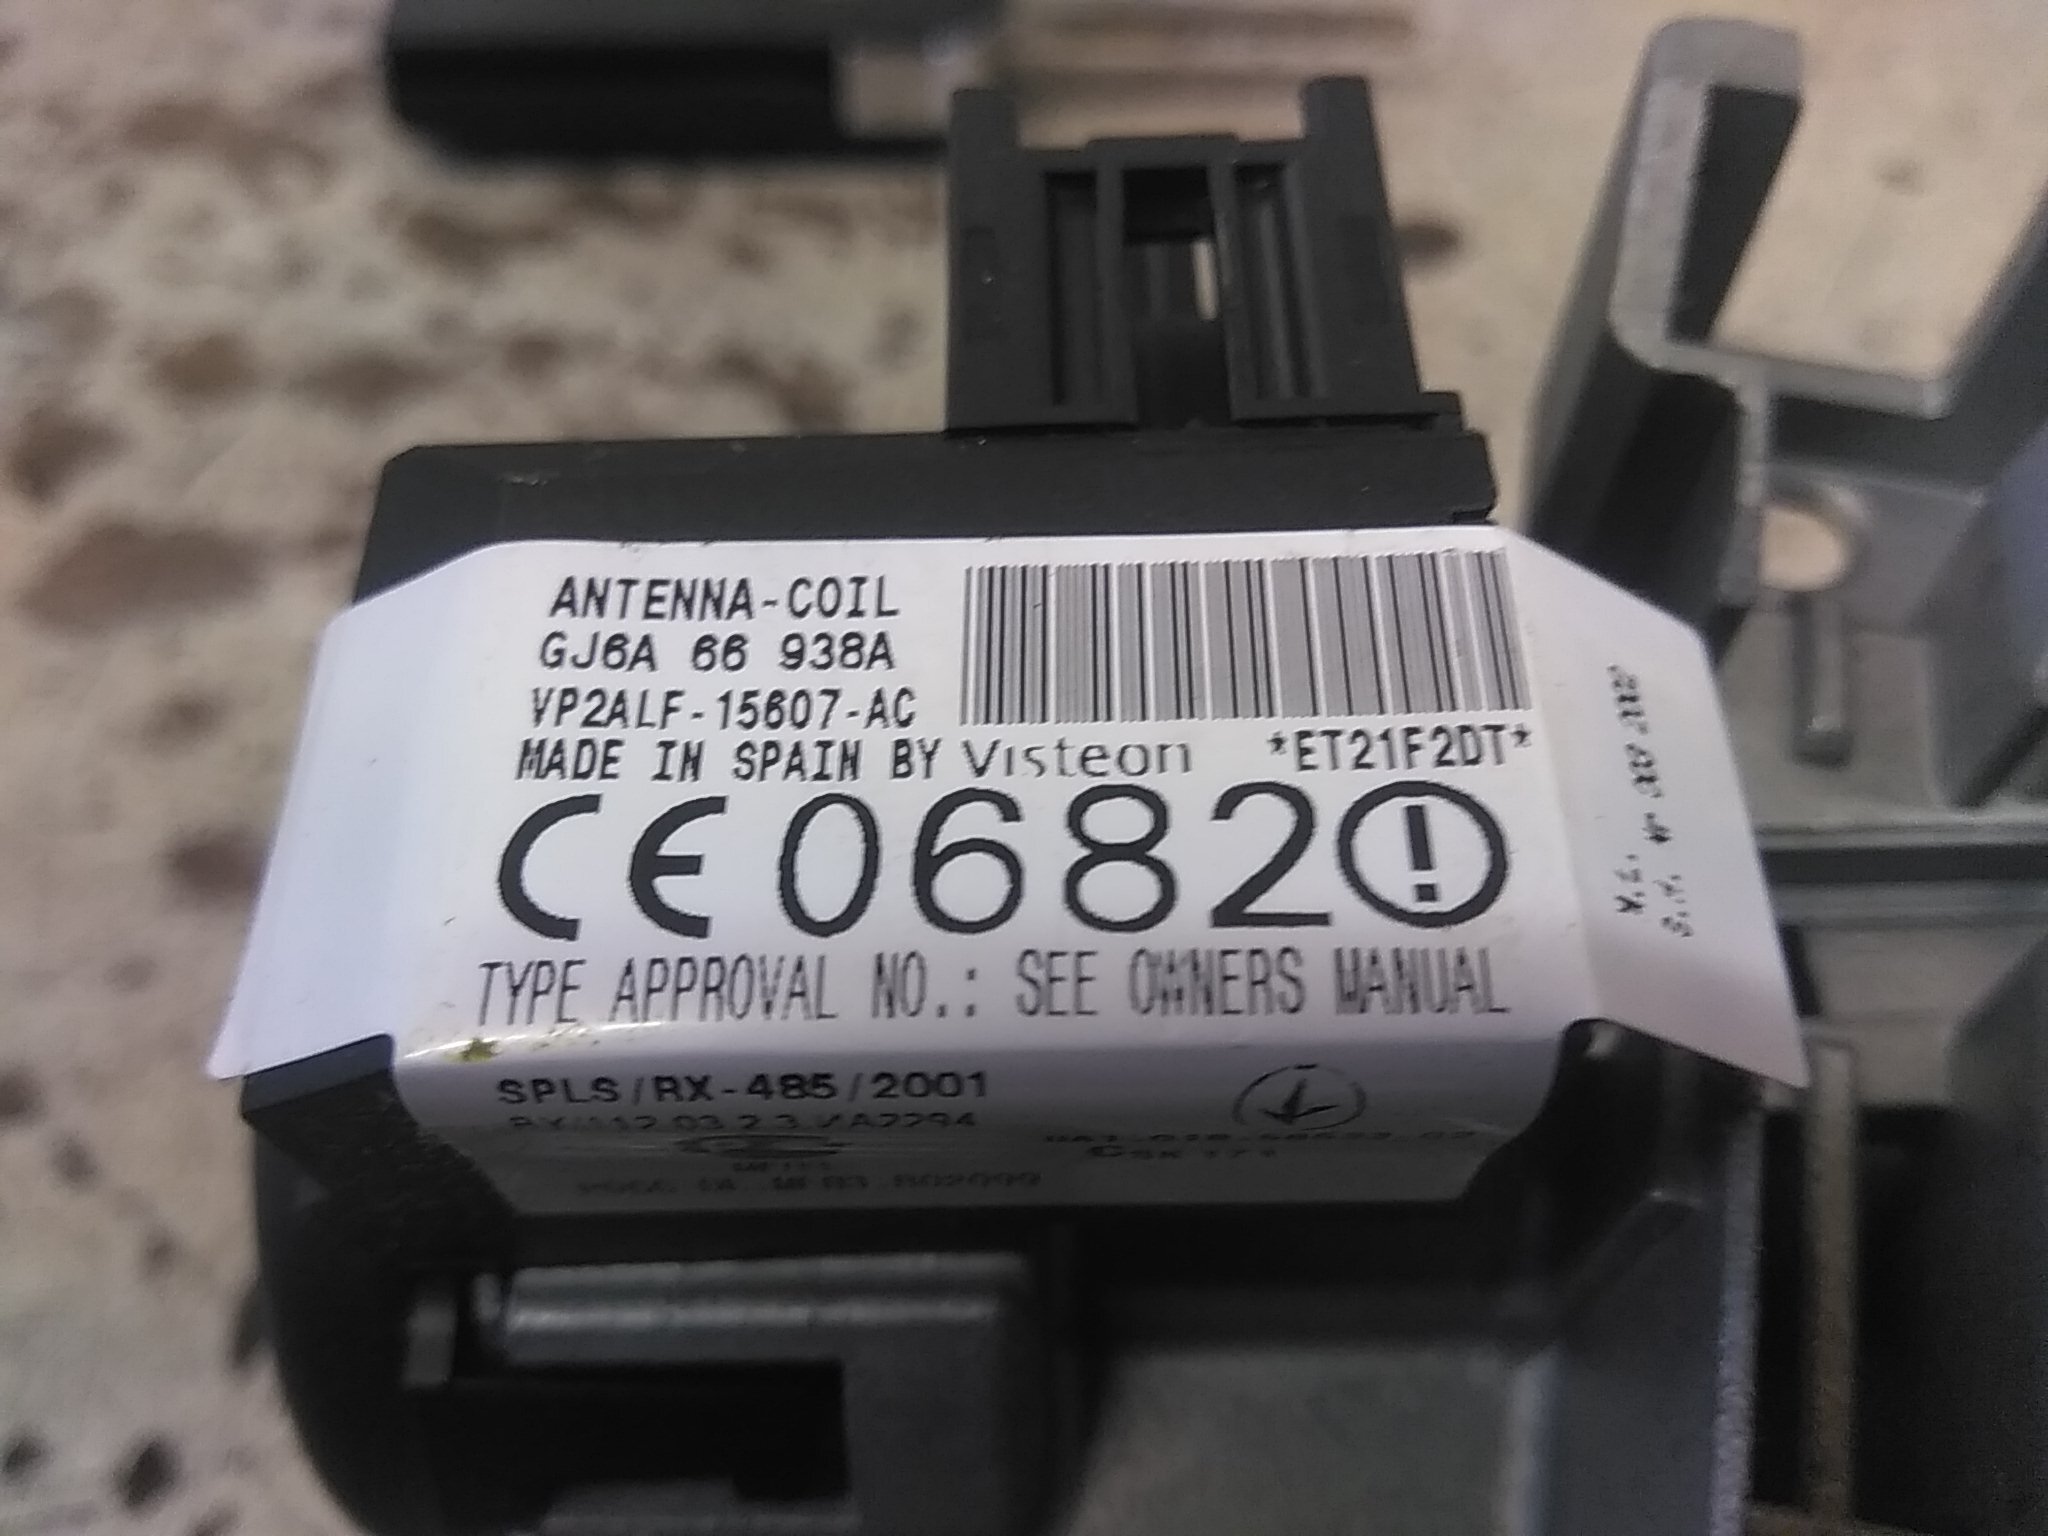 ANTENNA-COIL
GJ6A 66 938A
VP2ALF-15607-AC
MADE IN SPAIN BY Visteon *ET21F2DT*
CE0682
TYPE APPROVAL NO.: SEE OWNERS MANUAL
SPLS/RX-485/2001